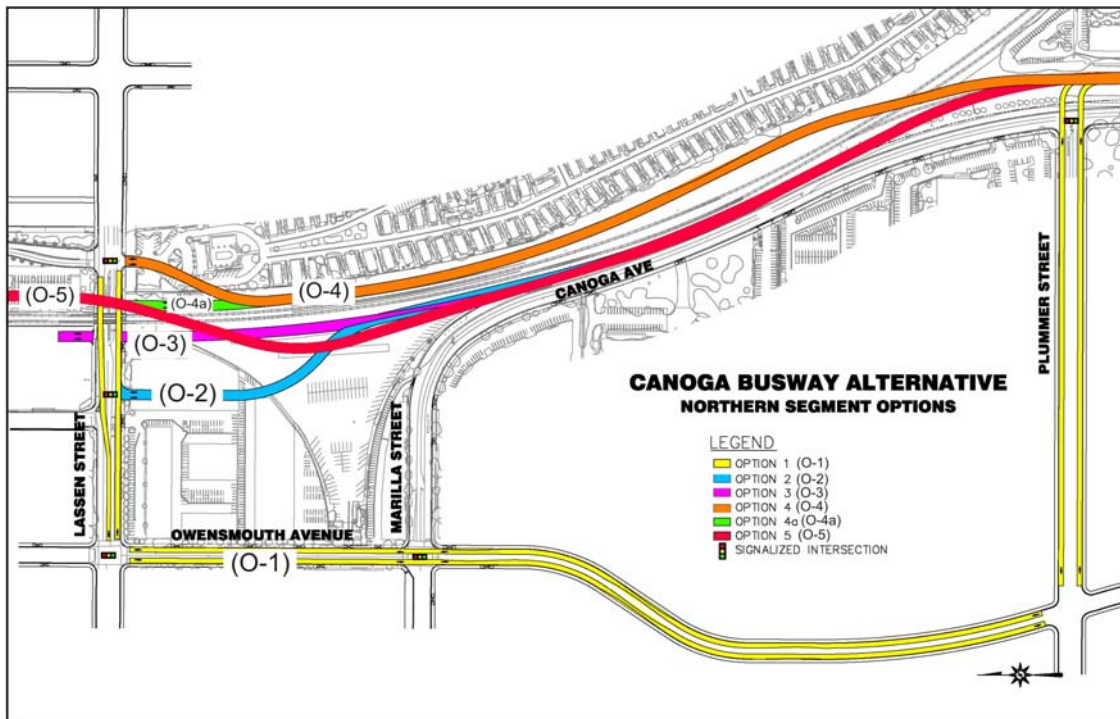 (O-5)
(O-4a)
(O-4)
(O-3)
(O-2)
CANOGA AVE
PLUMMER STREET
LASSEN STREET
MARILLA STREET
OWENSMOUTH AVENUE
(O-1)
CANOGA BUSWAY ALTERNATIVE
NORTHERN SEGMENT OPTIONS
LEGEND
OPTION 1 (O-1)
OPTION 2 (O-2)
OPTION 3 (O-3)
OPTION 4 (O-4)
OPTION 4a (O-4a)
OPTION 5 (O-5)
SIGNALIZED INTERSECTION